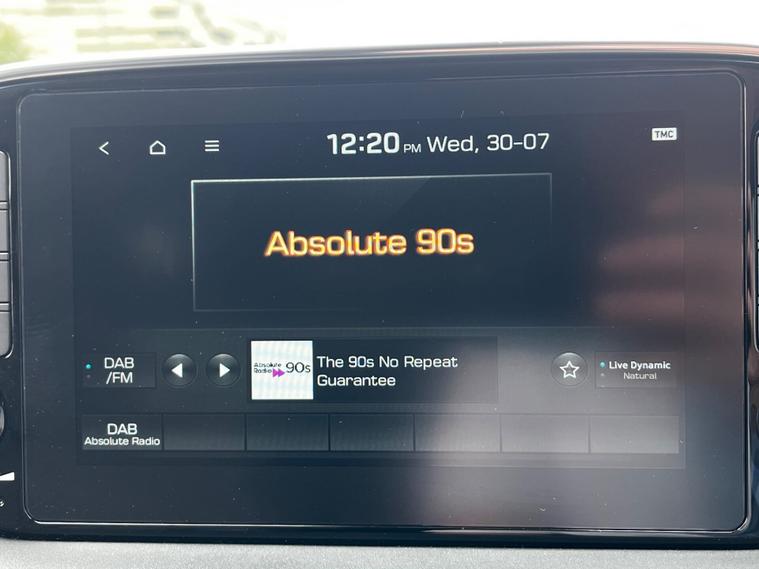 12:20 PM Wed, 30-07
TMC
Absolute 90s
DAB
/FM
Absolute
Radio
90s
The 90s No Repeat
Guarantee
Live Dynamic
Natural
DAB
Absolute Radio